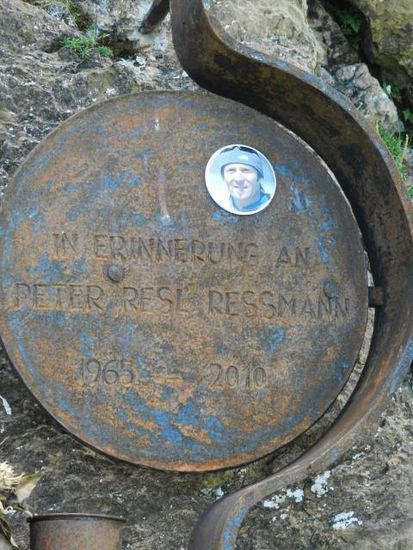 IN ERINNERUNG AN
PETER RESL RESSMANN
1965 — 2010